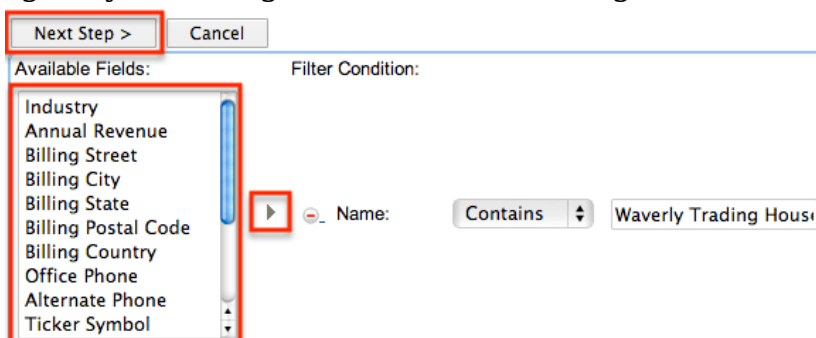 Next Step > Cancel
Available Fields: Filter Condition:
Industry
Annual Revenue
Billing Street
Billing City
Billing State
Billing Postal Code
Billing Country
Office Phone
Alternate Phone
Ticker Symbol
Name: Contains Waverly Trading House